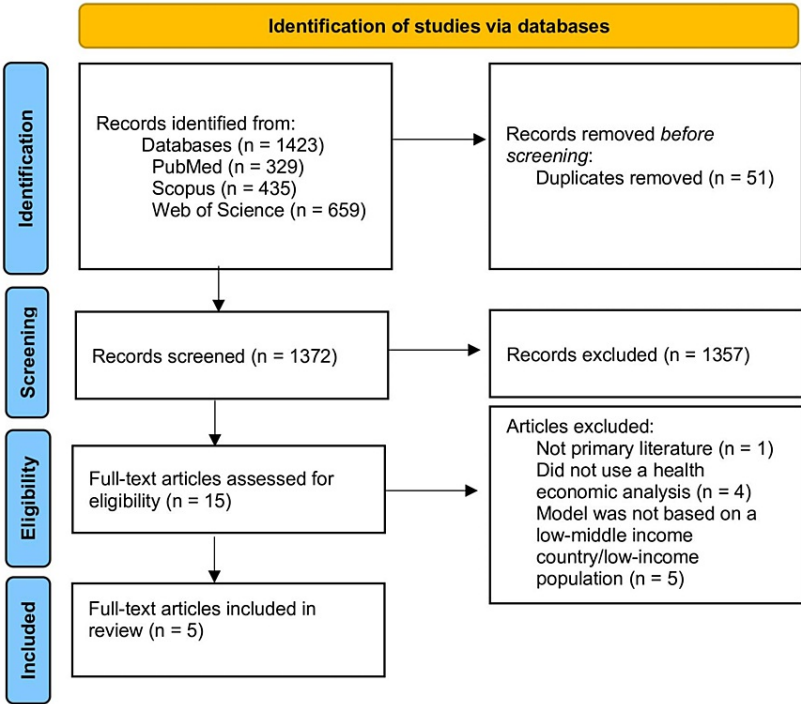 Identification of studies via databases
Identification
Records identified from:
Databases (n = 1423)
PubMed (n = 329)
Scopus (n = 435)
Web of Science (n = 659)
Records removed before
screening:
Duplicates removed (n = 51)
Screening
Records screened (n = 1372)
Records excluded (n = 1357)
Eligibility
Full-text articles assessed for
eligibility (n = 15)
Articles excluded:
Not primary literature (n = 1)
Did not use a health
economic analysis (n = 4)
Model was not based on a
low-middle income
country/low-income
population (n = 5)
Included
Full-text articles included in
review (n = 5)